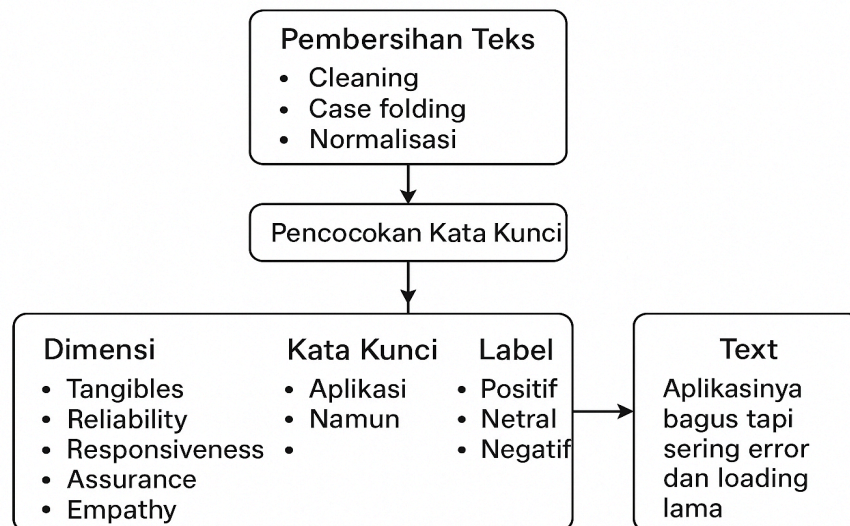 Pembersihan Teks
• Cleaning
• Case folding
• Normalisasi
Pencocokan Kata Kunci
Dimensi
• Tangibles
• Reliability
• Responsiveness
• Assurance
• Empathy
Kata Kunci
• Aplikasi
• Namun
•
Label
• Positif
• Netral
• Negatif
Text
Aplikasinya
bagus tapi
sering error
dan loading
lama